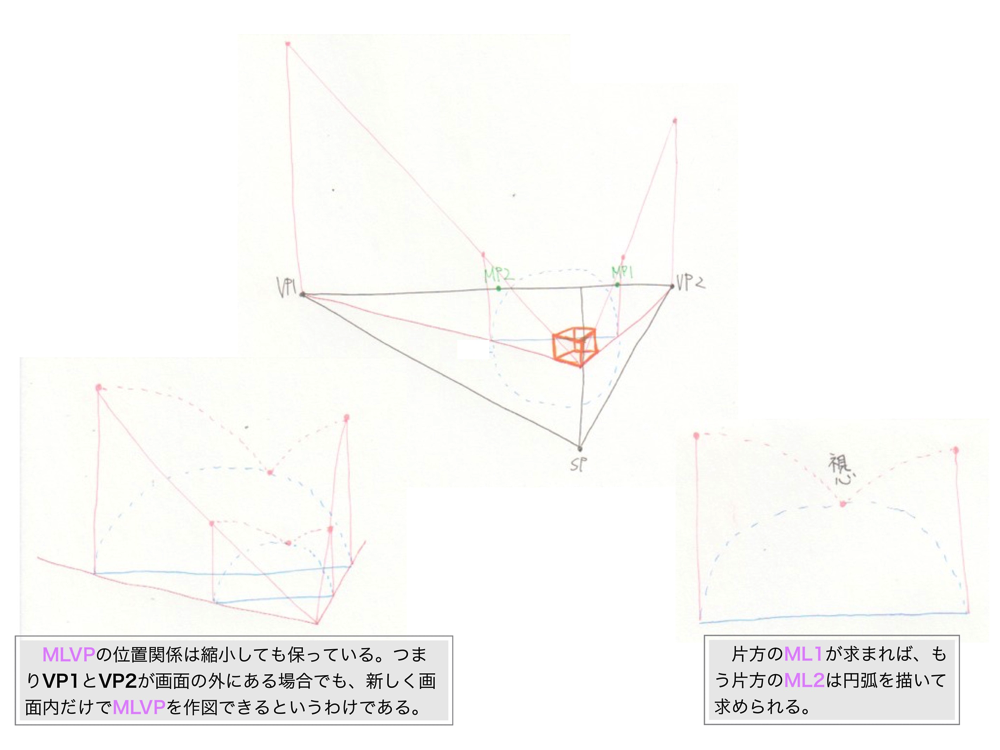 MP2
MP1
VP1
VP2
SP
視心
MLVPの位置関係は縮小しても保っている。つま
りVP1とVP2が画面の外にある場合でも、新しく画
面内だけでMLVPを作図できるというわけである。
片方のML1が求まれば、も
う片方のML2は円弧を描いて
求められる。